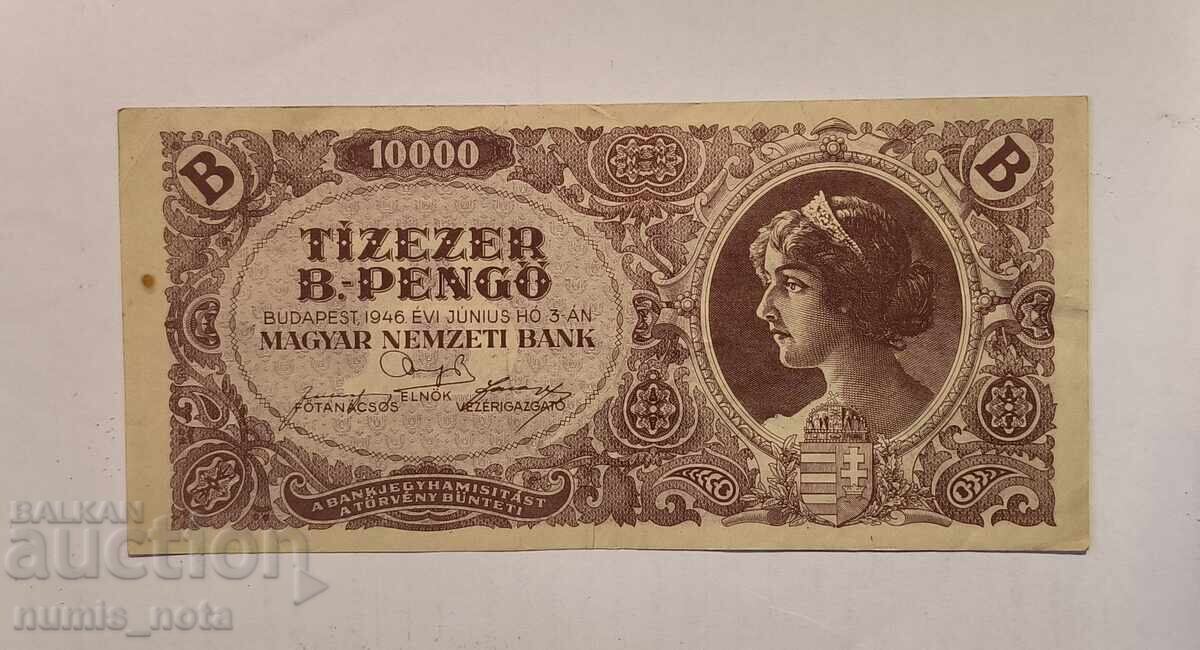 B
10000
B
TÍZEZER
B.-PENGŐ
BUDAPEST, 1946. ÉVI JÚNIUS HÓ 3-ÁN
MAGYAR NEMZETI BANK
ELNÖK
FŐTANÁCSOS VEZÉRIGAZGATÓ
A BANKJEGYHAMISITÁST
A TÖRVÉNY BÜNTETI
BALKAN
auction
numis_nota